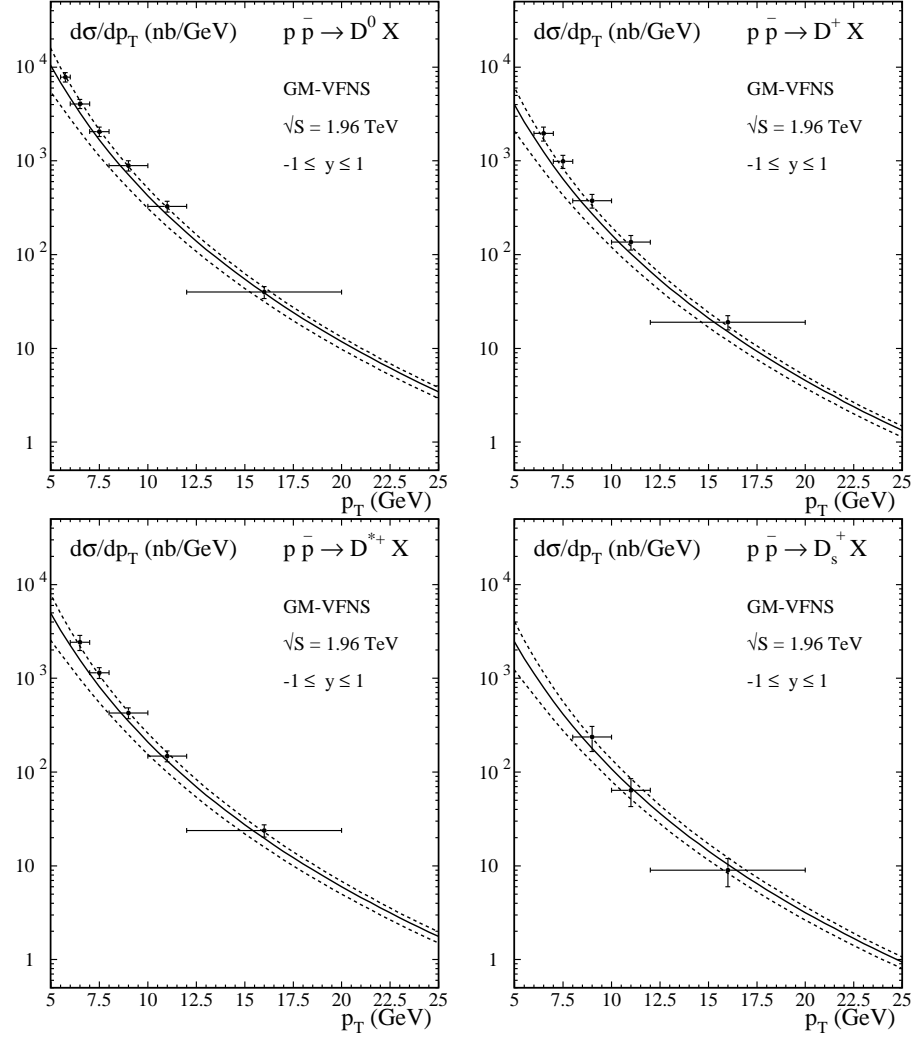 dσ/dp_T (nb/GeV) p p̄ → D^0 X
GM-VFNS
√S = 1.96 TeV
-1 ≤ y ≤ 1
10^4
10^3
10^2
10
1
5 7.5 10 12.5 15 17.5 20 22.5 25
p_T (GeV)
dσ/dp_T (nb/GeV) p p̄ → D^+ X
GM-VFNS
√S = 1.96 TeV
-1 ≤ y ≤ 1
10^4
10^3
10^2
10
1
5 7.5 10 12.5 15 17.5 20 22.5 25
p_T (GeV)
dσ/dp_T (nb/GeV) p p̄ → D^*+ X
GM-VFNS
√S = 1.96 TeV
-1 ≤ y ≤ 1
10^4
10^3
10^2
10
1
5 7.5 10 12.5 15 17.5 20 22.5 25
p_T (GeV)
dσ/dp_T (nb/GeV) p p̄ → D_s^+ X
GM-VFNS
√S = 1.96 TeV
-1 ≤ y ≤ 1
10^4
10^3
10^2
10
1
5 7.5 10 12.5 15 17.5 20 22.5 25
p_T (GeV)